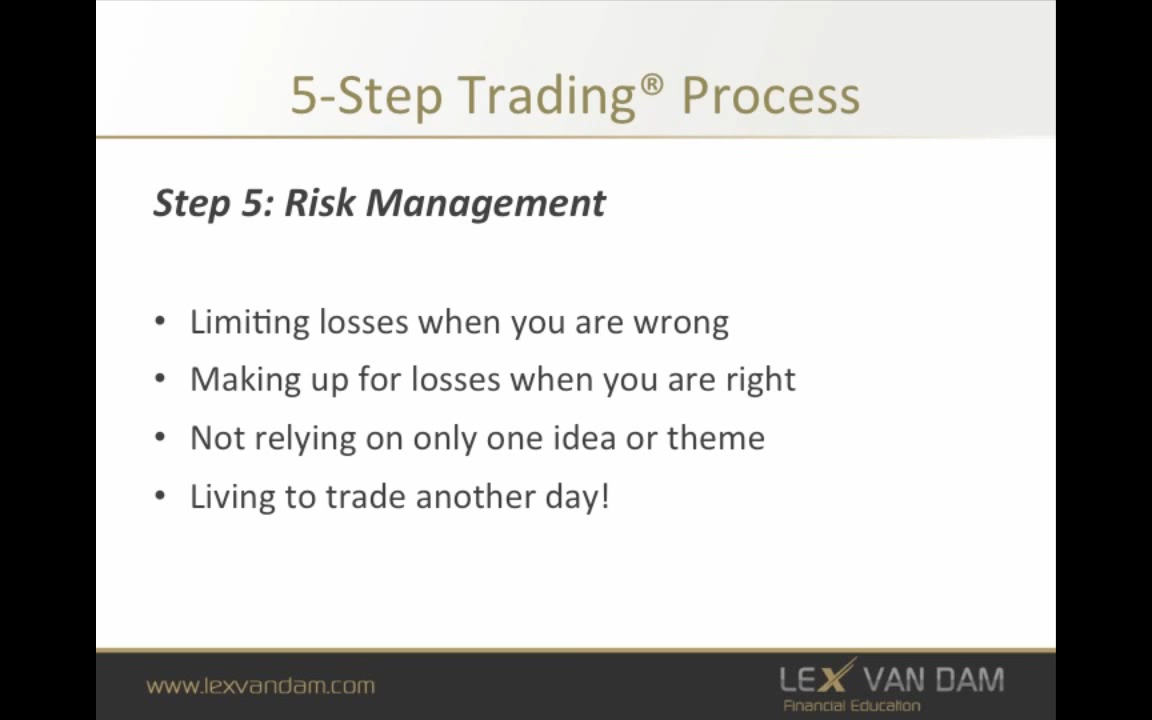 5-Step Trading® Process
Step 5: Risk Management
• Limiting losses when you are wrong
• Making up for losses when you are right
• Not relying on only one idea or theme
• Living to trade another day!
www.lexvandam.com
LEX VAN DAM
Financial Education